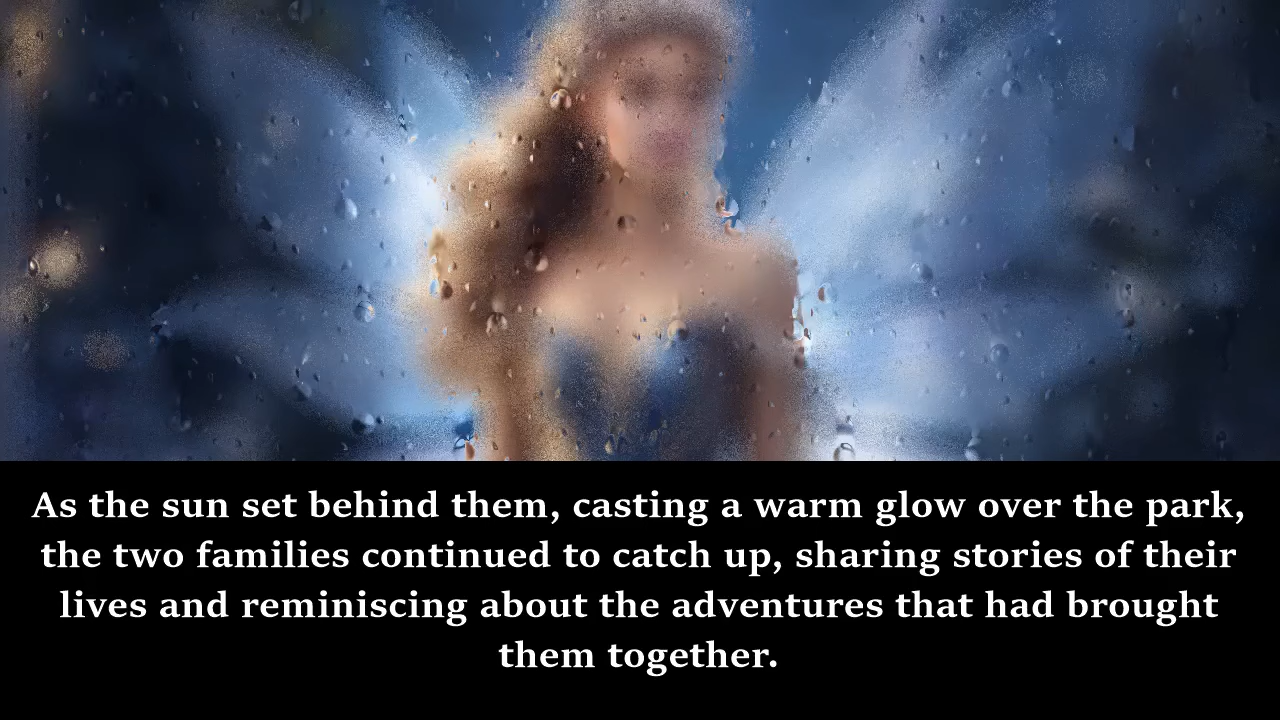 As the sun set behind them, casting a warm glow over the park,
the two families continued to catch up, sharing stories of their
lives and reminiscing about the adventures that had brought
them together.